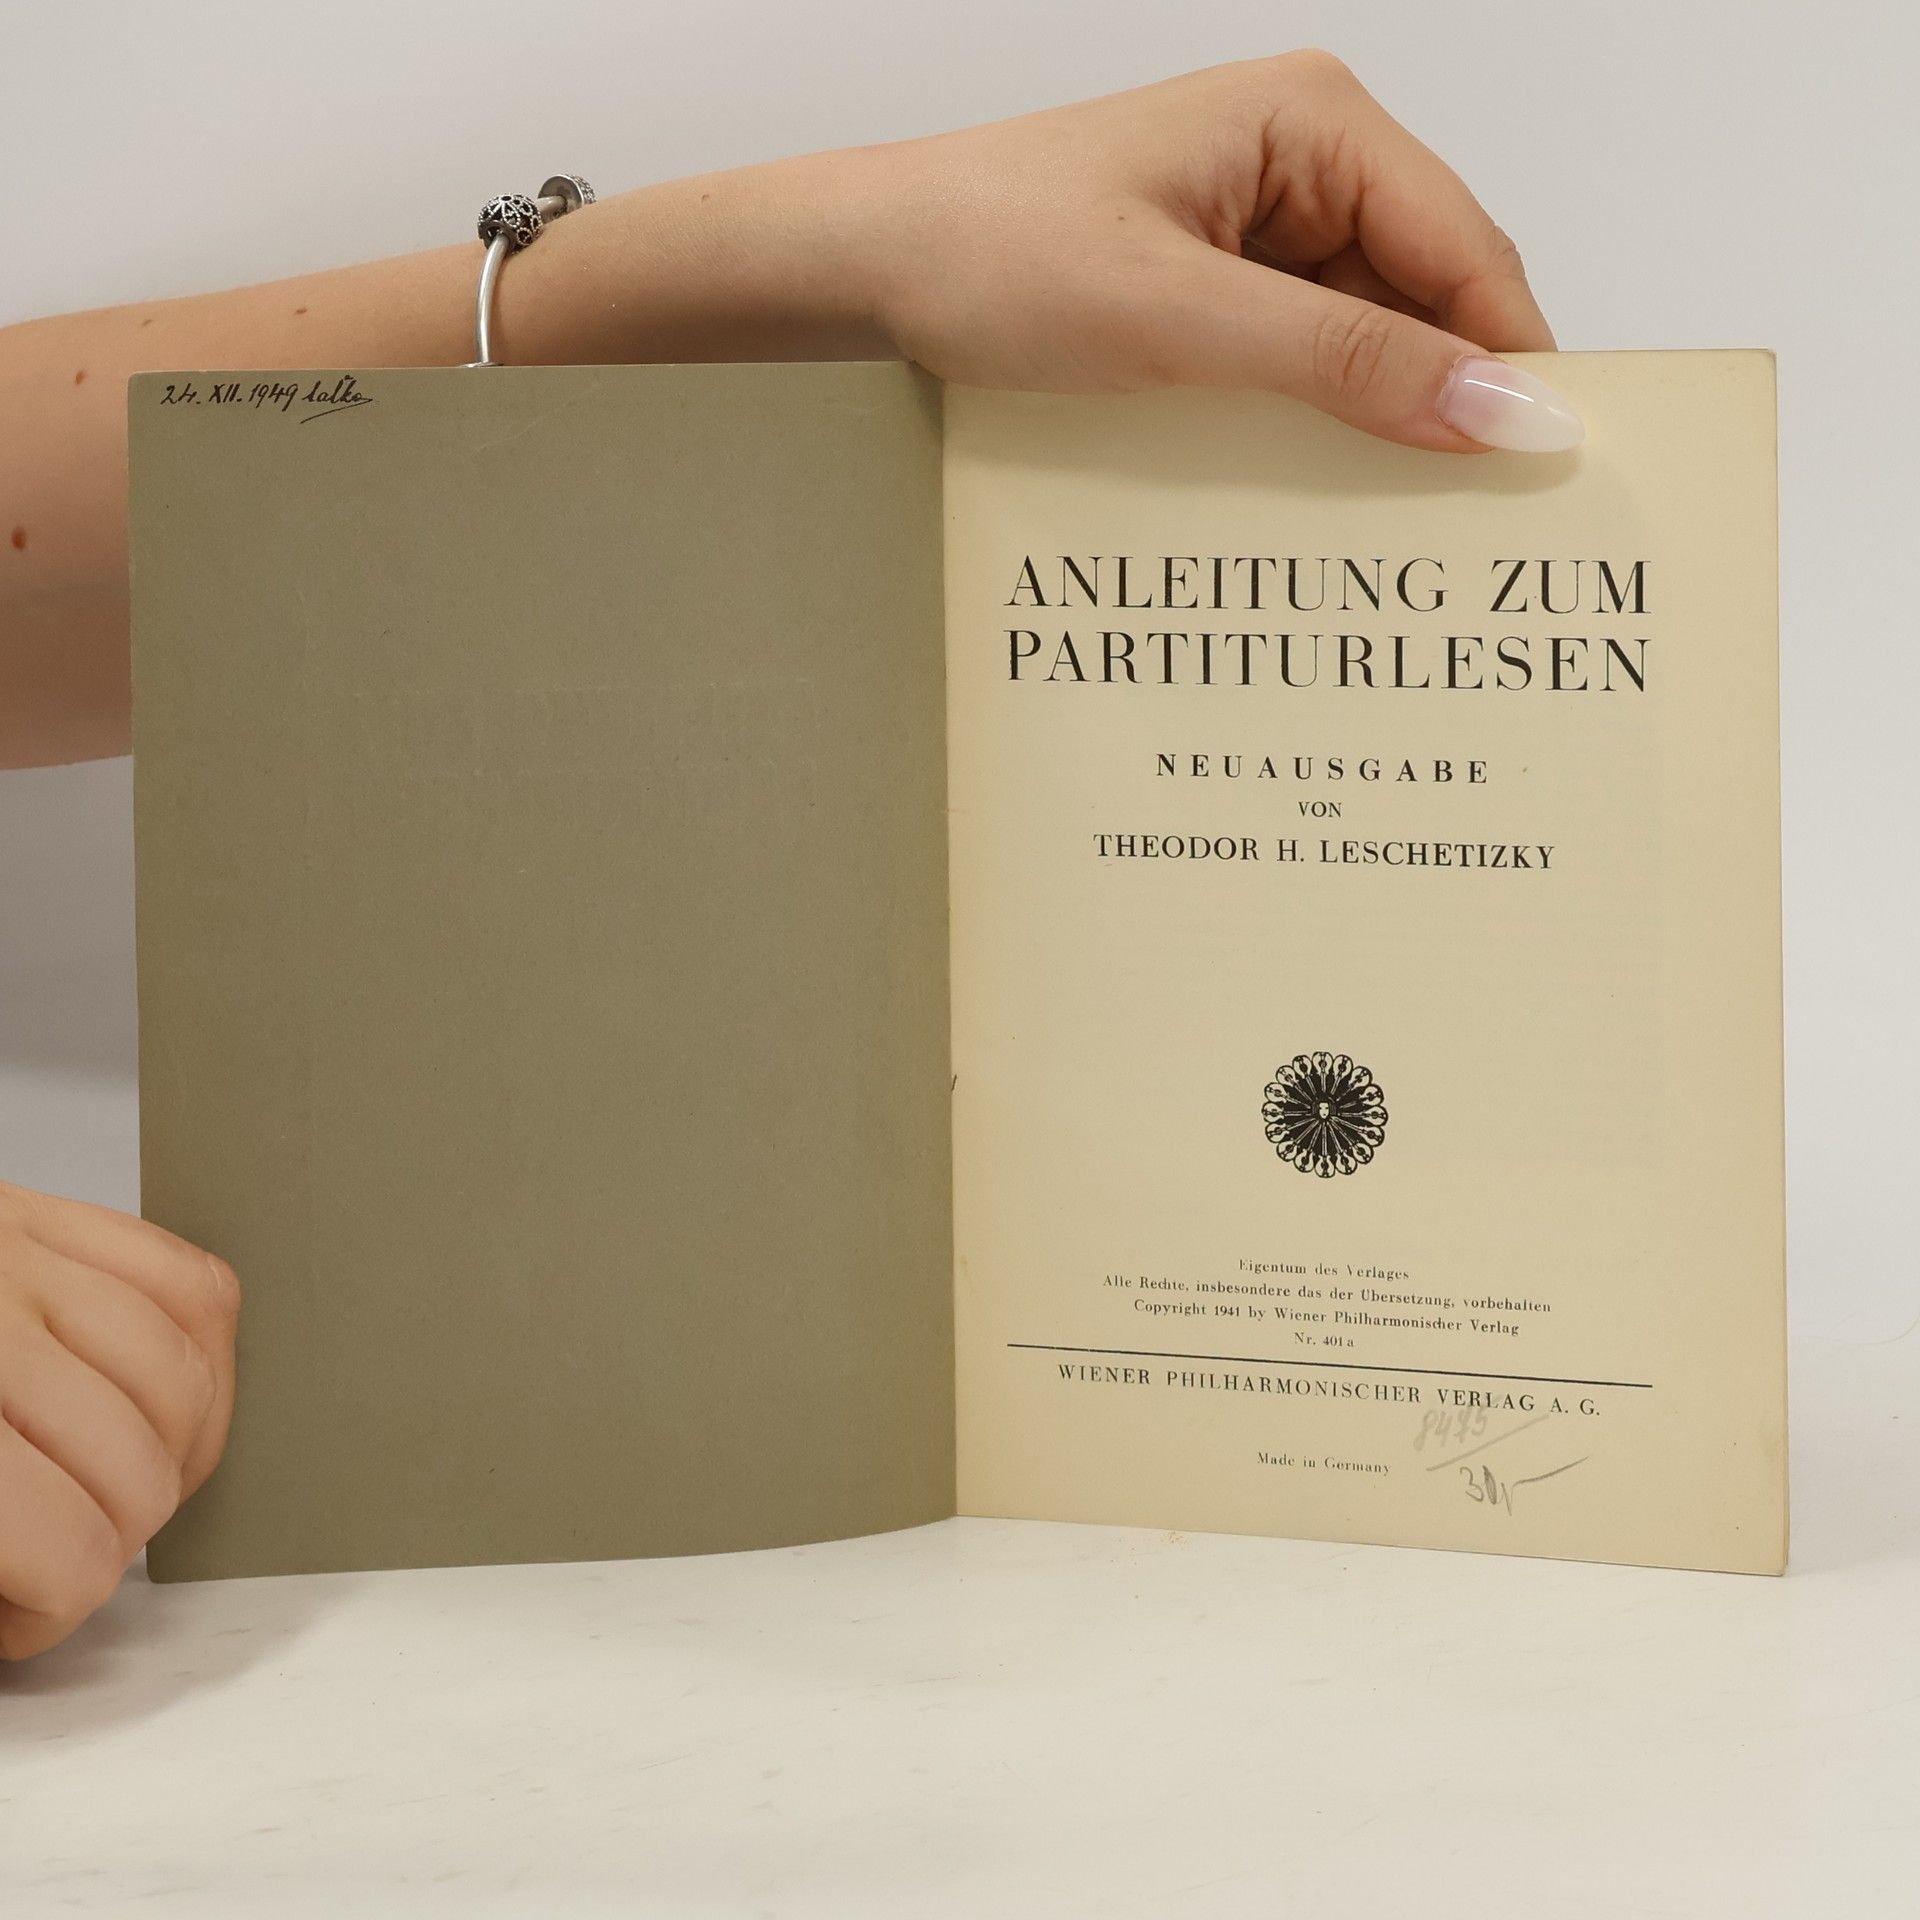 24. XII. 1949 taťka
ANLEITUNG ZUM
PARTITURLESEN
NEUAUSGABE
VON
THEODOR H. LESCHETIZKY
Eigentum des Verlages
Alle Rechte, insbesondere das der Übersetzung, vorbehalten
Copyright 1941 by Wiener Philharmonischer Verlag
Nr. 401 a
WIENER PHILHARMONISCHER VERLAG A. G.
8475
Made in Germany